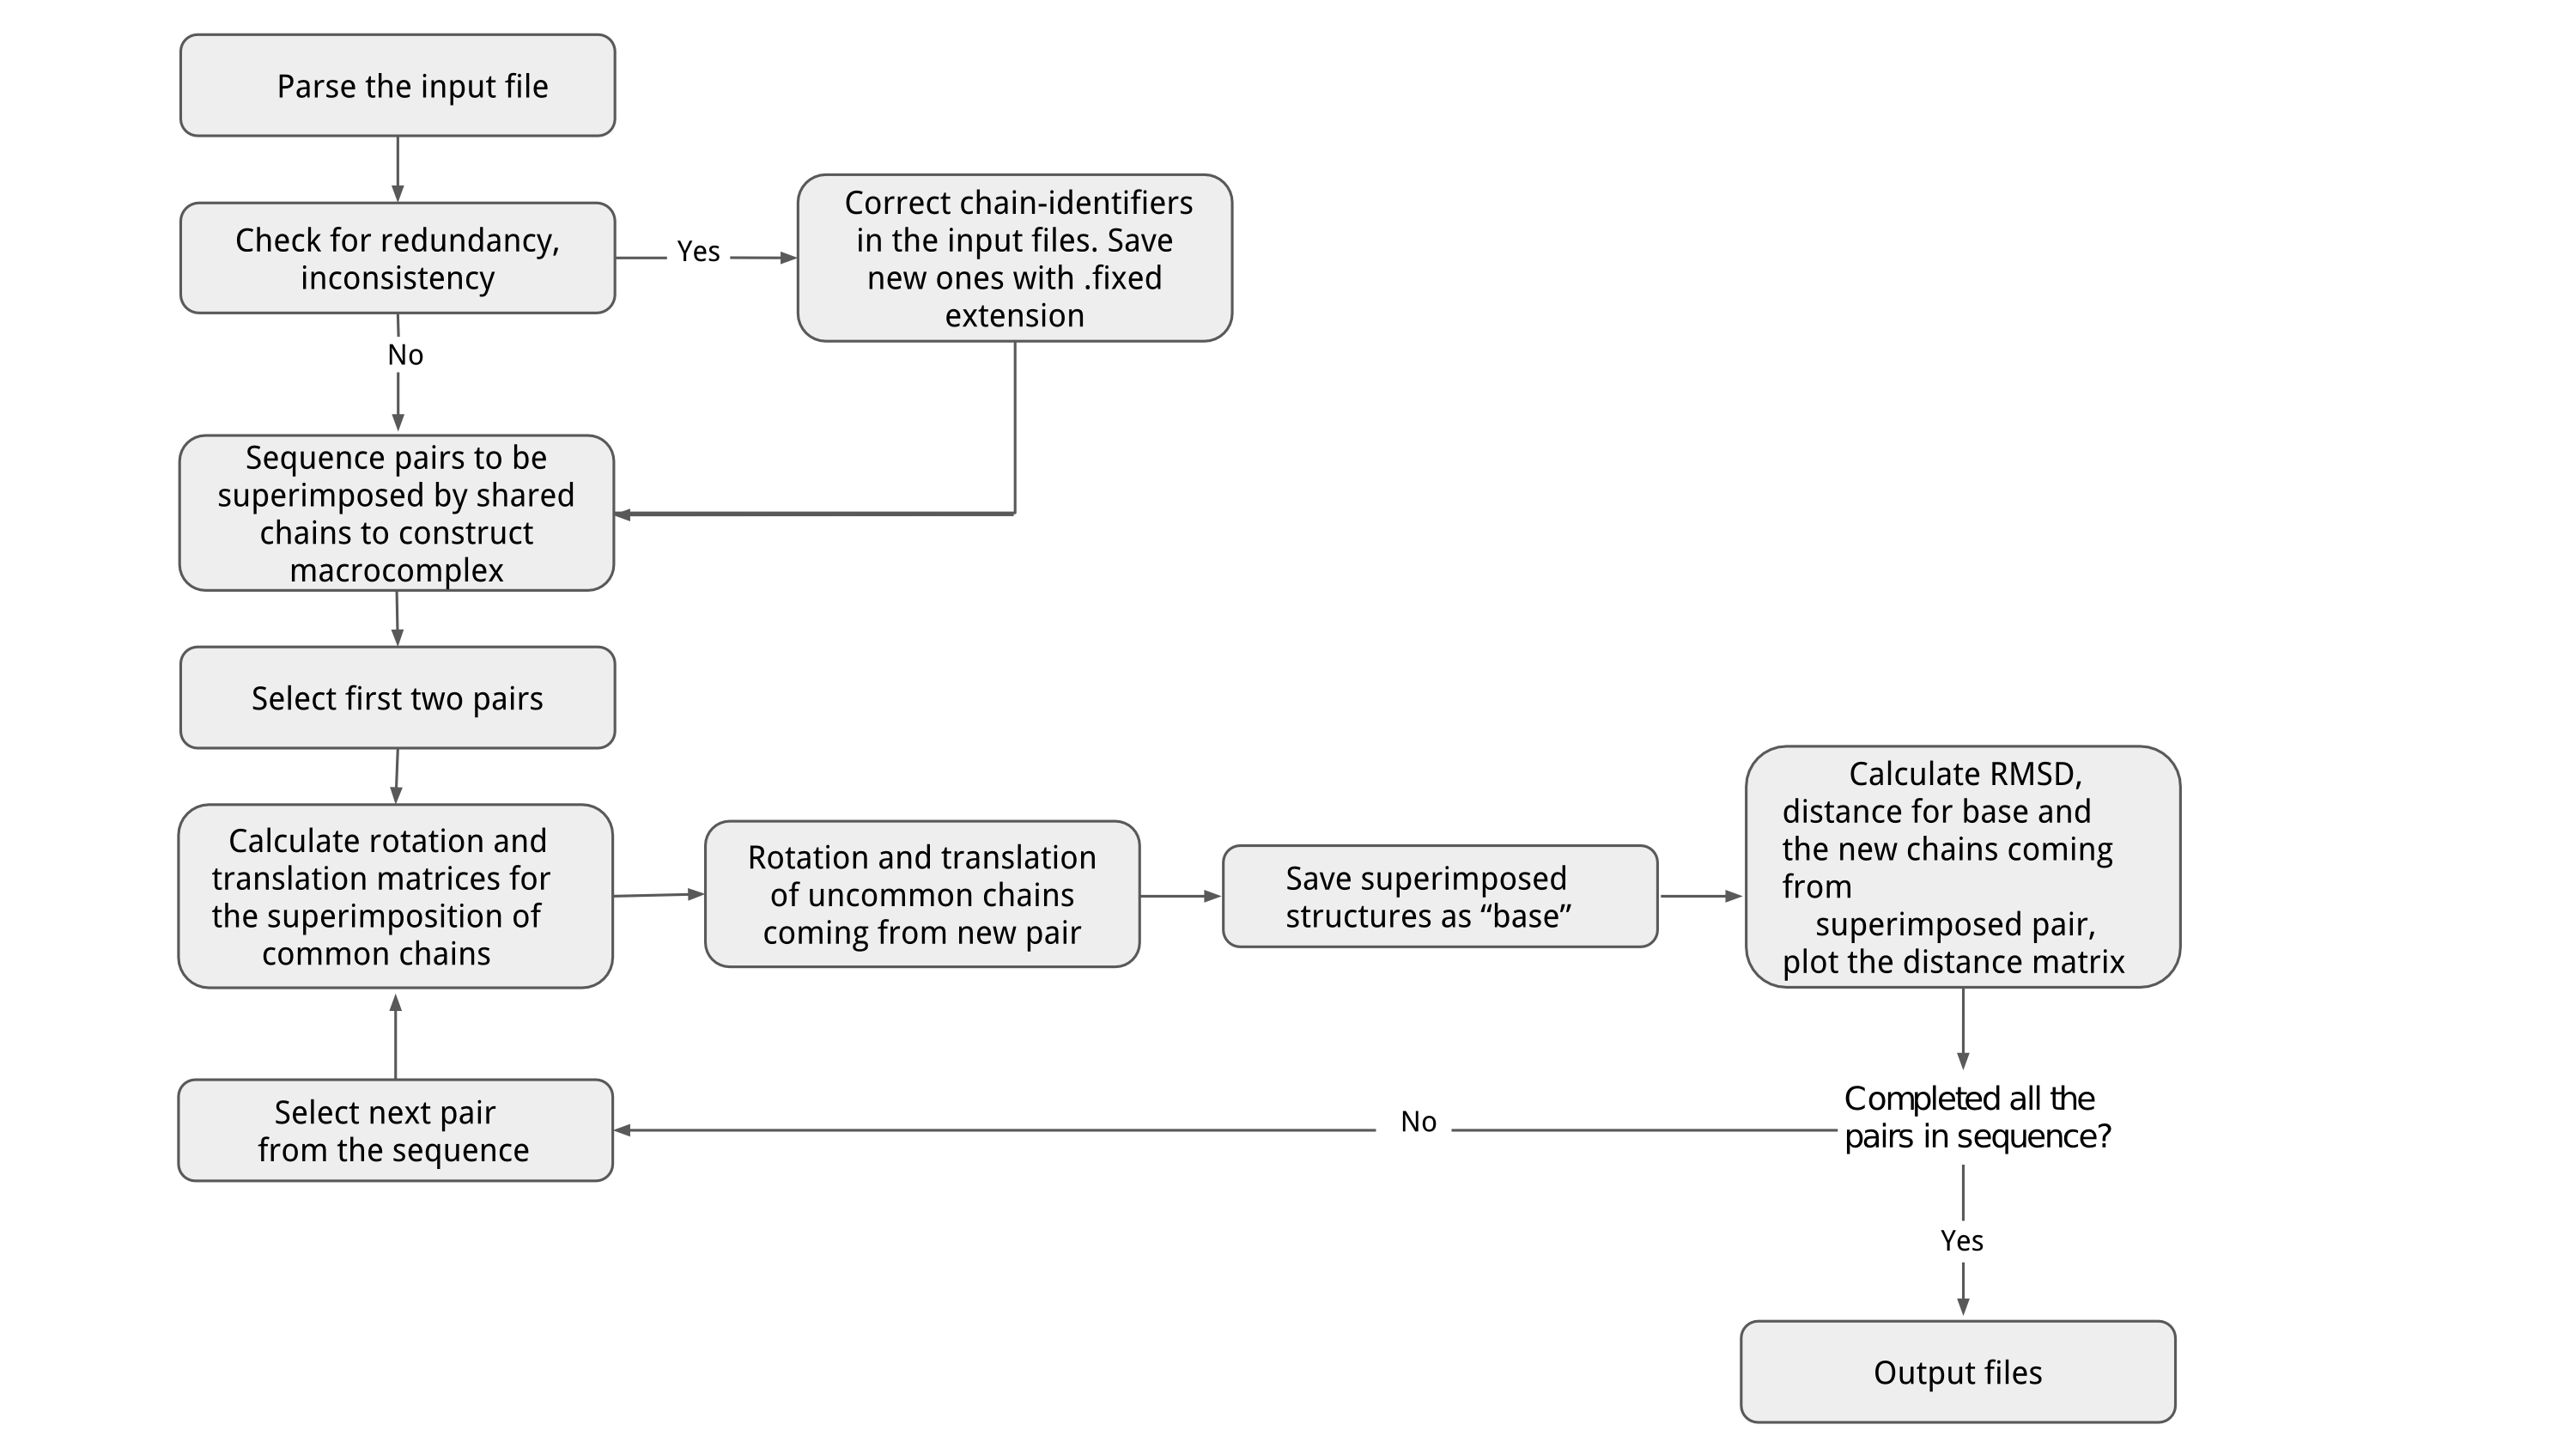 Parse the input file
Check for redundancy,
inconsistency
Yes
Correct chain-identifiers
in the input files. Save
new ones with .fixed
extension
No
Sequence pairs to be
superimposed by shared
chains to construct
macrocomplex
Select first two pairs
Calculate rotation and
translation matrices for
the superimposition of
common chains
Rotation and translation
of uncommon chains
coming from new pair
Save superimposed
structures as “base”
Calculate RMSD,
distance for base and
the new chains coming
from
superimposed pair,
plot the distance matrix
Completed all the
pairs in sequence?
No
Select next pair
from the sequence
Yes
Output files